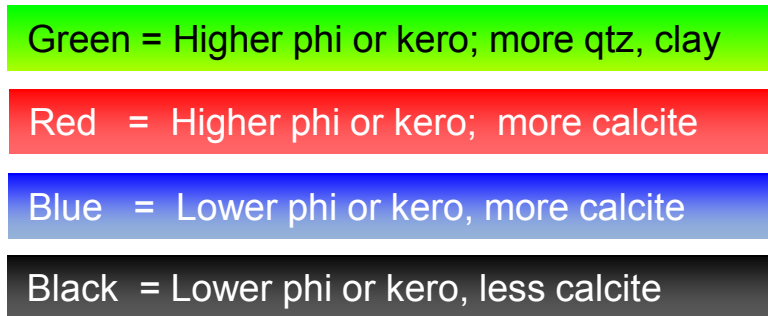 Green = Higher phi or kero; more qtz, clay
Red = Higher phi or kero; more calcite
Blue = Lower phi or kero, more calcite
Black = Lower phi or kero, less calcite